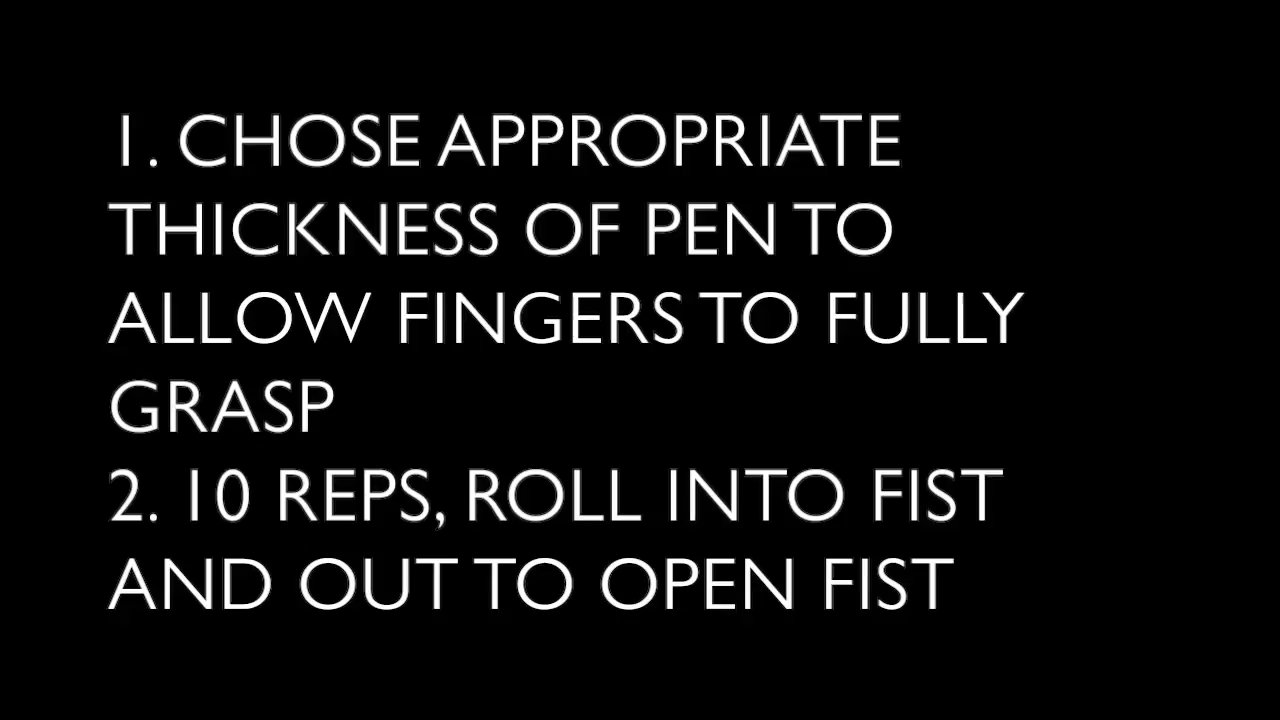 1. CHOSE APPROPRIATE
THICKNESS OF PEN TO
ALLOW FINGERS TO FULLY
GRASP
2. 10 REPS, ROLL INTO FIST
AND OUT TO OPEN FIST